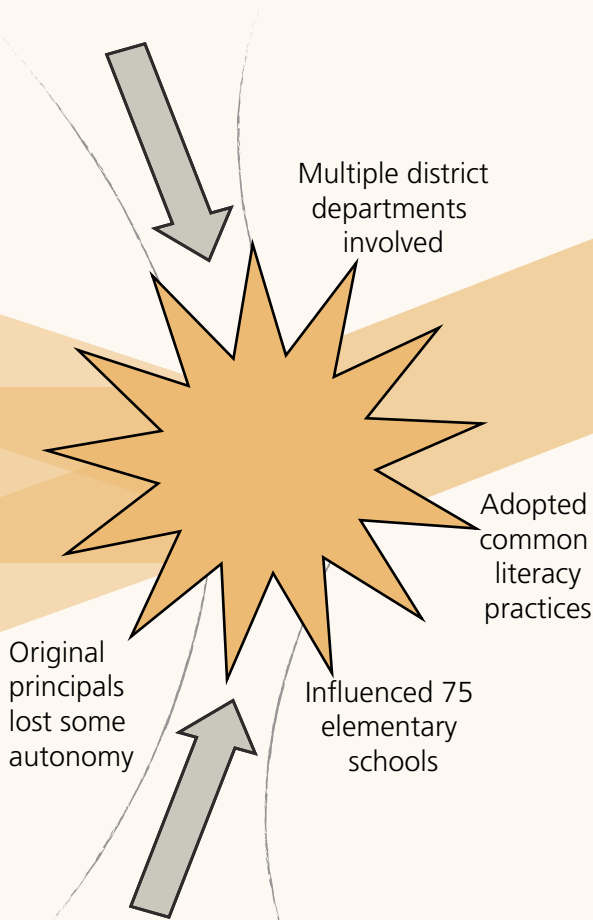 Multiple district
departments
involved
Adopted
common
literacy
practices
Original
principals
lost some
autonomy
Influenced 75
elementary
schools